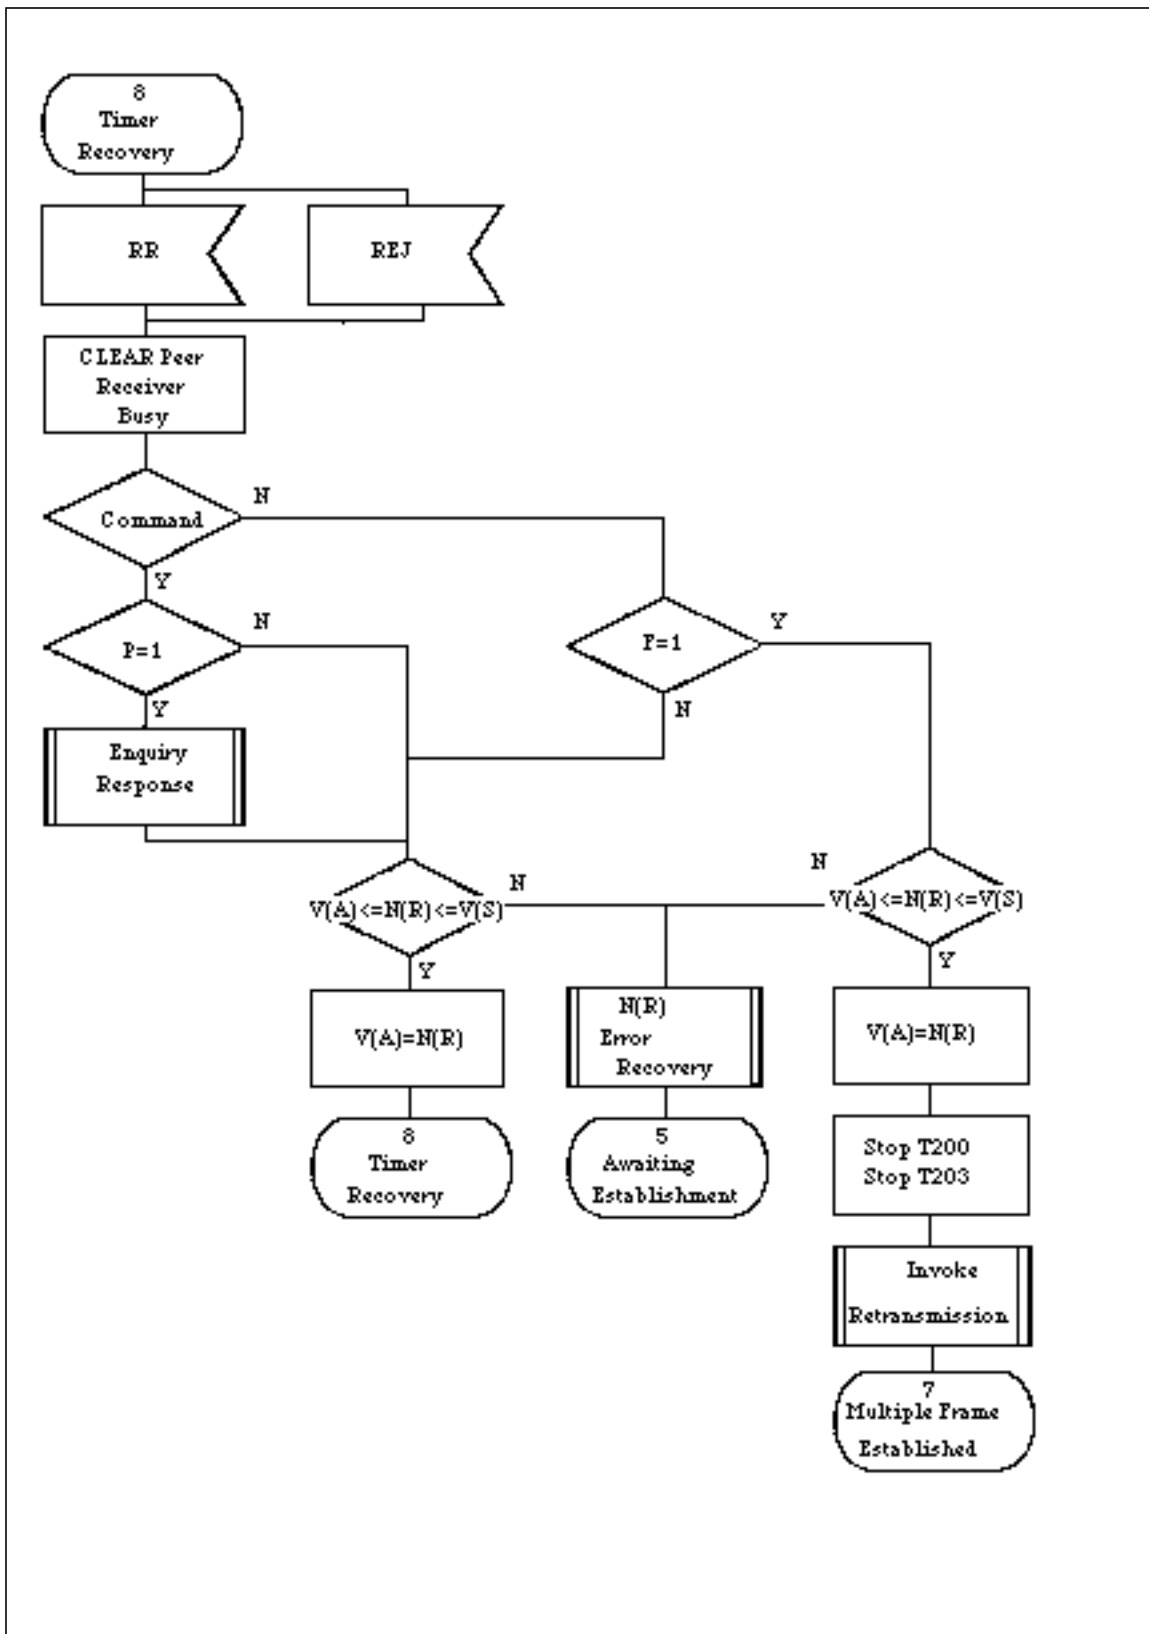 8
Timer
Recovery
RR
REJ
CLEAR Peer
Receiver
Busy
Command
N
Y
P=1
N
Y
F=1
Y
N
Enquiry
Response
V(A)<=N(R)<=V(S)
N
Y
N
V(A)<=N(R)<=V(S)
Y
V(A)=N(R)
N(R)
Error
Recovery
V(A)=N(R)
8
Timer
Recovery
5
Awaiting
Establishment
Stop T200
Stop T203
Invoke
Retransmission
7
Multiple Frame
Established